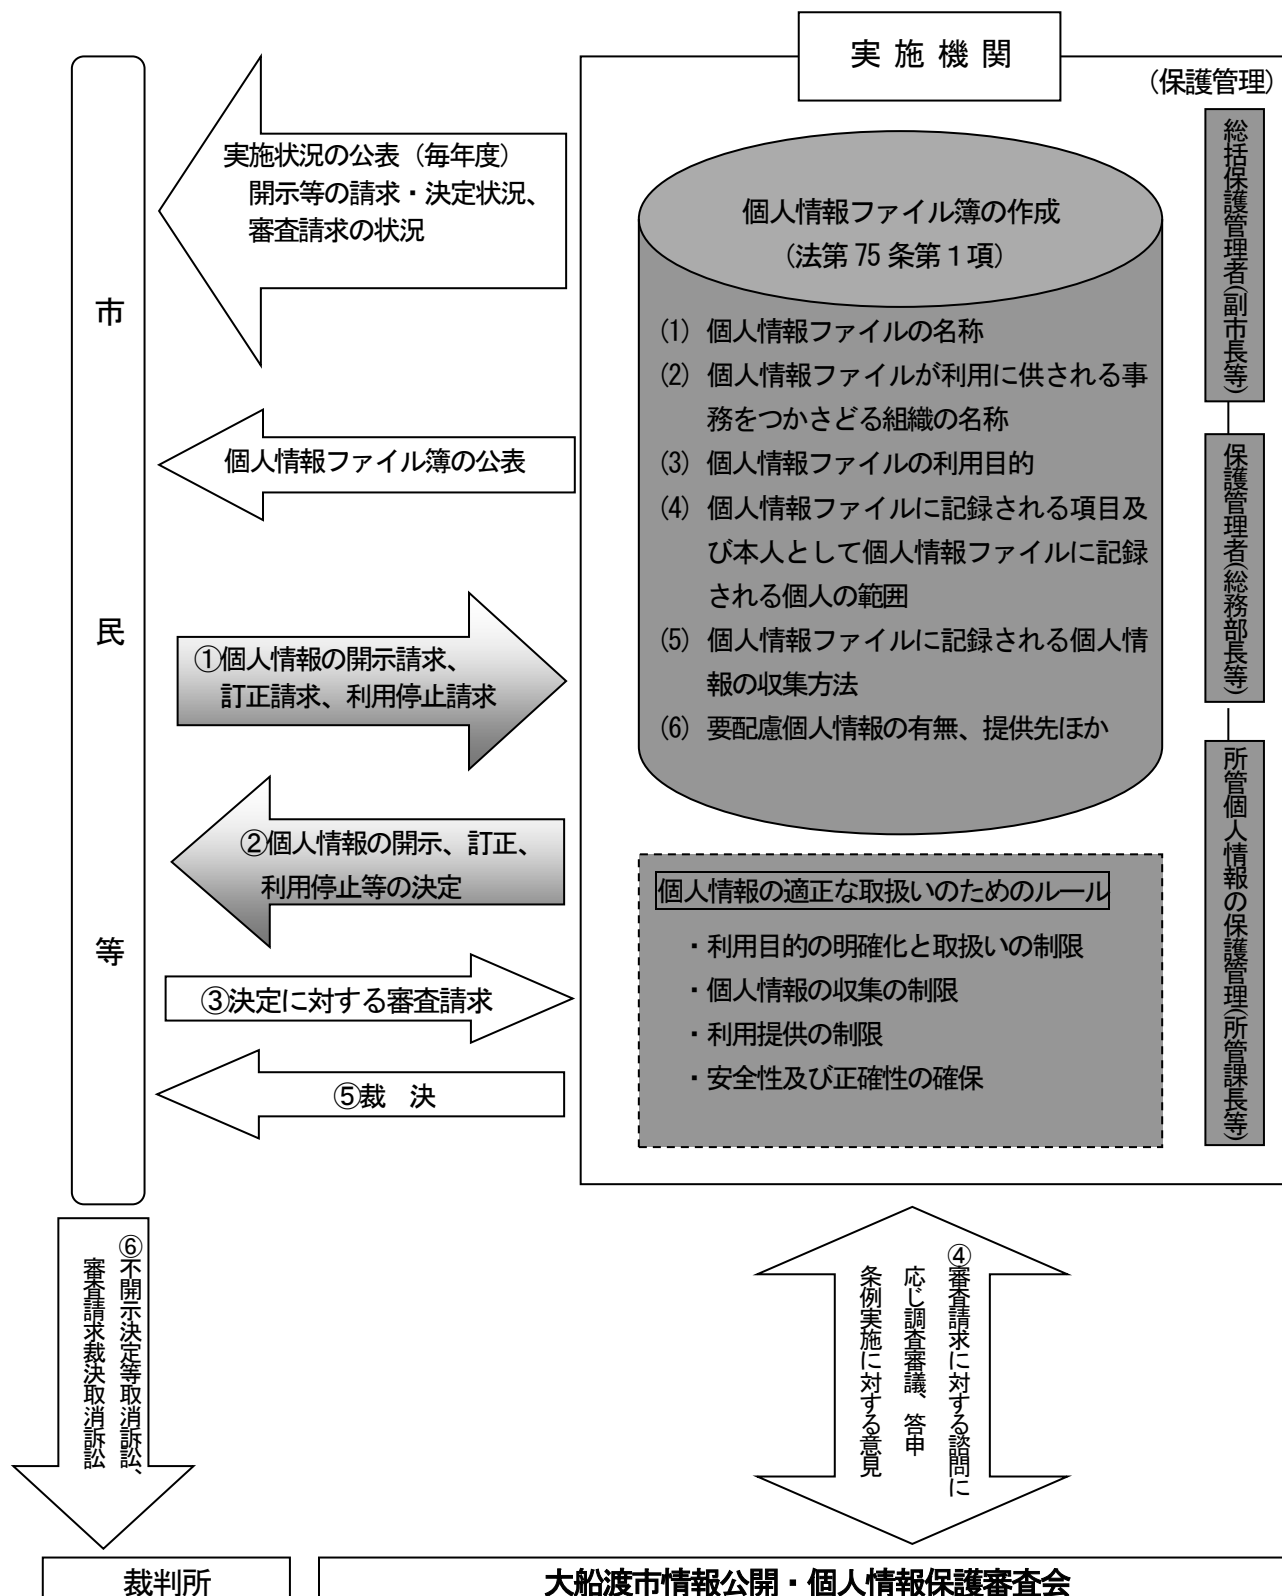 実施機関
(保護管理)
総括保護管理者(副市長等)
保護管理者(総務部長等)
所管個人情報の保護管理(所管課長等)
市民等
実施状況の公表（毎年度）
開示等の請求・決定状況、
審査請求の状況
個人情報ファイル簿の公表
①個人情報の開示請求、
訂正請求、利用停止請求
②個人情報の開示、訂正、
利用停止等の決定
③決定に対する審査請求
⑤裁　決
個人情報ファイル簿の作成
（法第 75 条第１項）
(1) 個人情報ファイルの名称
(2) 個人情報ファイルが利用に供される事
務をつかさどる組織の名称
(3) 個人情報ファイルの利用目的
(4) 個人情報ファイルに記録される項目及
び本人として個人情報ファイルに記録
される個人の範囲
(5) 個人情報ファイルに記録される個人情
報の収集方法
(6) 要配慮個人情報の有無、提供先ほか
個人情報の適正な取扱いのためのルール
・利用目的の明確化と取扱いの制限
・個人情報の収集の制限
・利用提供の制限
・安全性及び正確性の確保
⑥不開示決定等取消訴訟、
審査請求裁決取消訴訟
④審査請求に対する諮問に
応じ調査審議、答申
条例実施に対する意見
裁判所
大船渡市情報公開・個人情報保護審査会